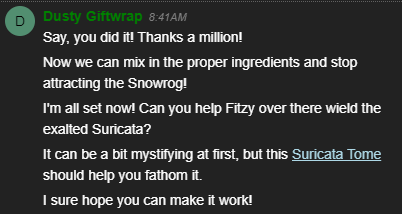 D
Dusty Giftwrap 8:41AM
Say, you did it! Thanks a million!
Now we can mix in the proper ingredients and stop
attracting the Snowrog!
I'm all set now! Can you help Fitzy over there wield the
exalted Suricata?
It can be a bit mystifying at first, but this Suricata Tome
should help you fathom it.
I sure hope you can make it work!